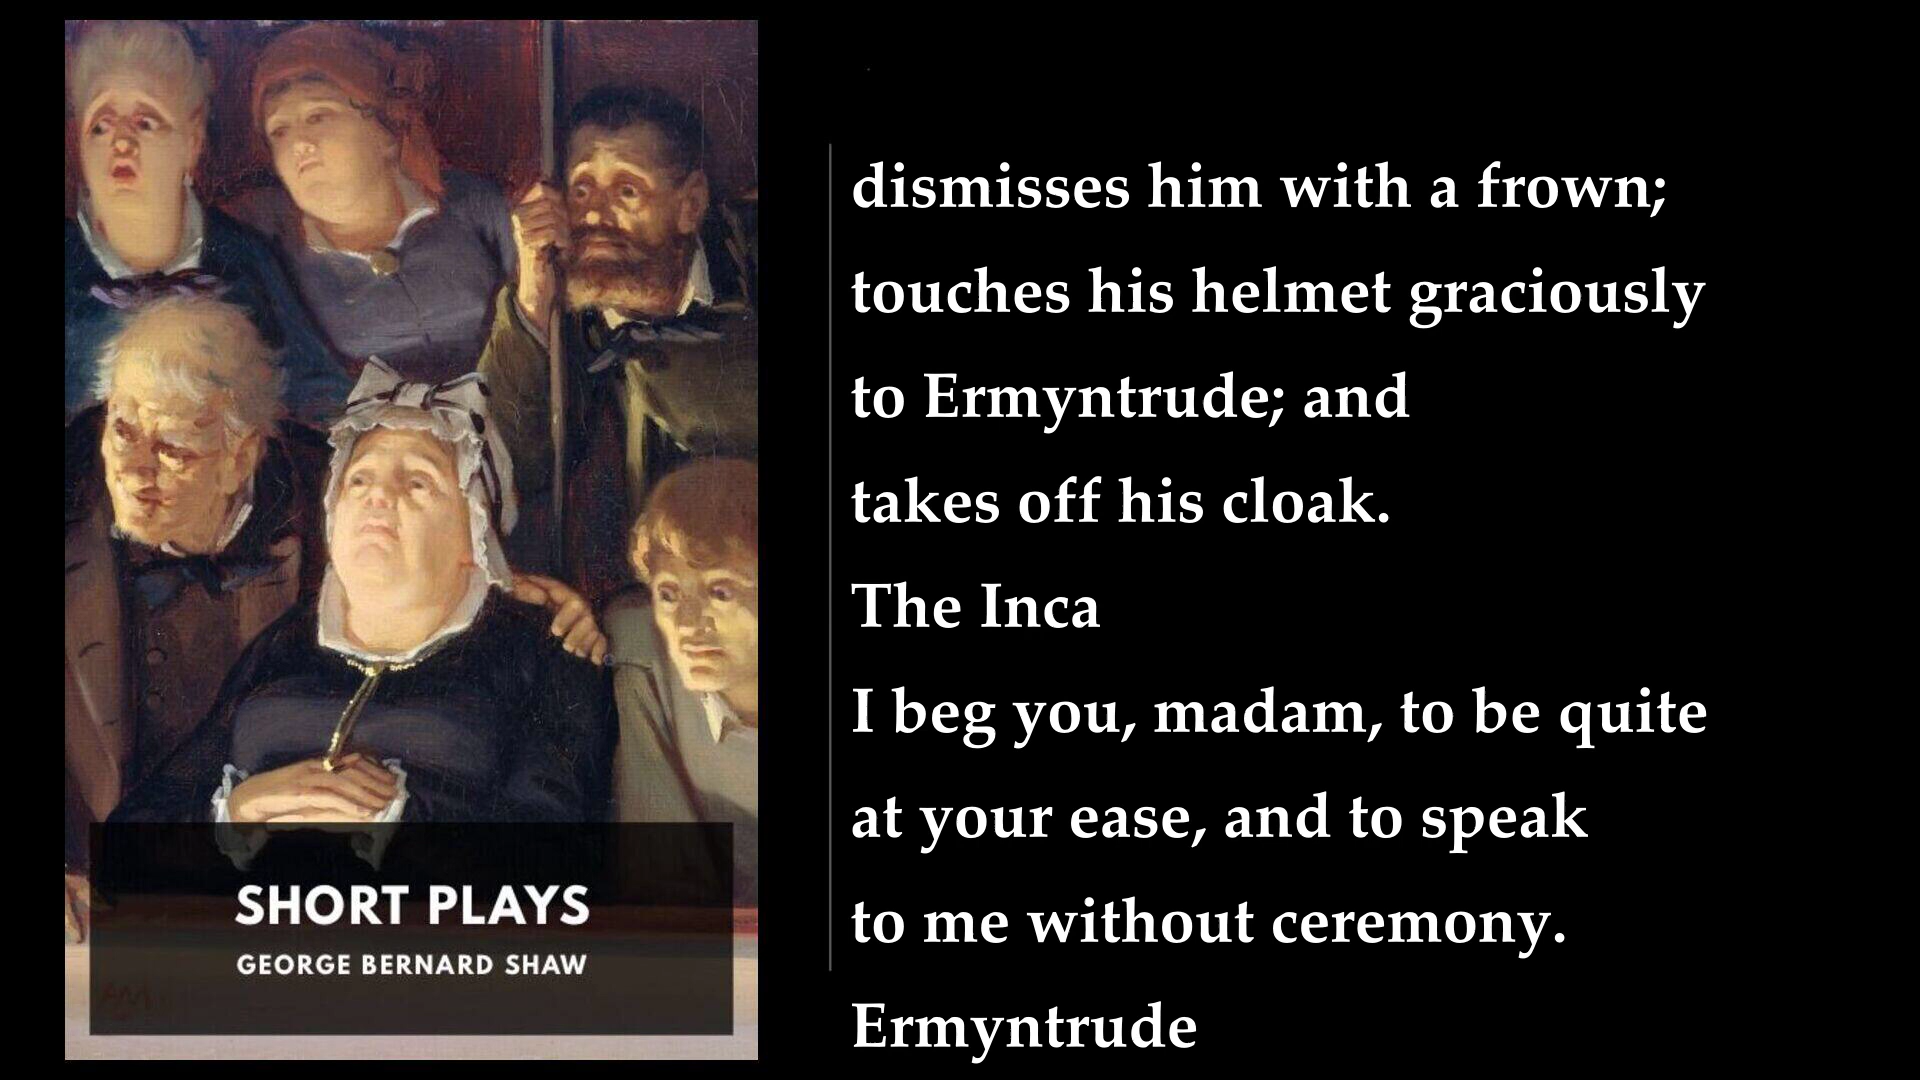 SHORT PLAYS
GEORGE BERNARD SHAW
dismisses him with a frown;
touches his helmet graciously
to Ermyntrude; and
takes off his cloak.
The Inca
I beg you, madam, to be quite
at your ease, and to speak
to me without ceremony.
Ermyntrude